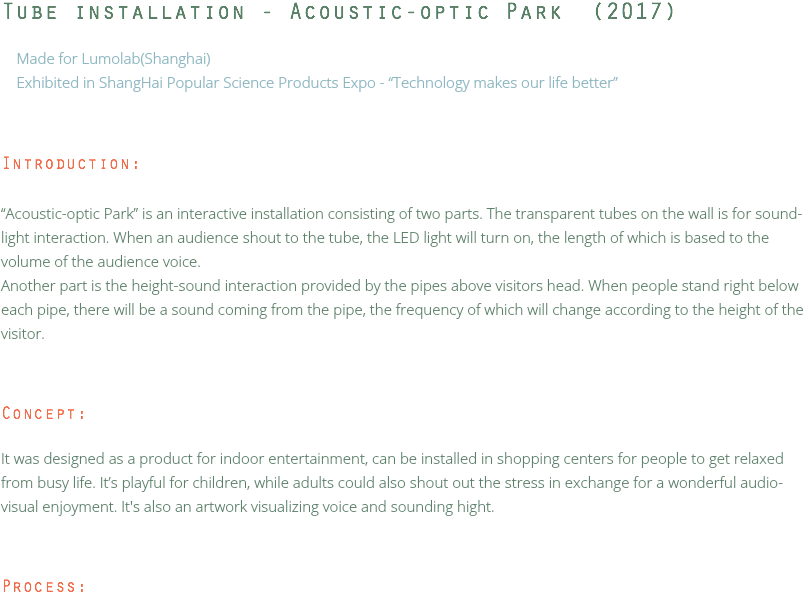 Tube installation - Acoustic-optic Park (2017)
Made for Lumolab(Shanghai)
Exhibited in ShangHai Popular Science Products Expo - “Technology makes our life better”
Introduction:
“Acoustic-optic Park” is an interactive installation consisting of two parts. The transparent tubes on the wall is for sound-
light interaction. When an audience shout to the tube, the LED light will turn on, the length of which is based to the
volume of the audience voice.
Another part is the height-sound interaction provided by the pipes above visitors head. When people stand right below
each pipe, there will be a sound coming from the pipe, the frequency of which will change according to the height of the
visitor.
Concept:
It was designed as a product for indoor entertainment, can be installed in shopping centers for people to get relaxed
from busy life. It’s playful for children, while adults could also shout out the stress in exchange for a wonderful audio-
visual enjoyment. It's also an artwork visualizing voice and sounding hight.
Process: